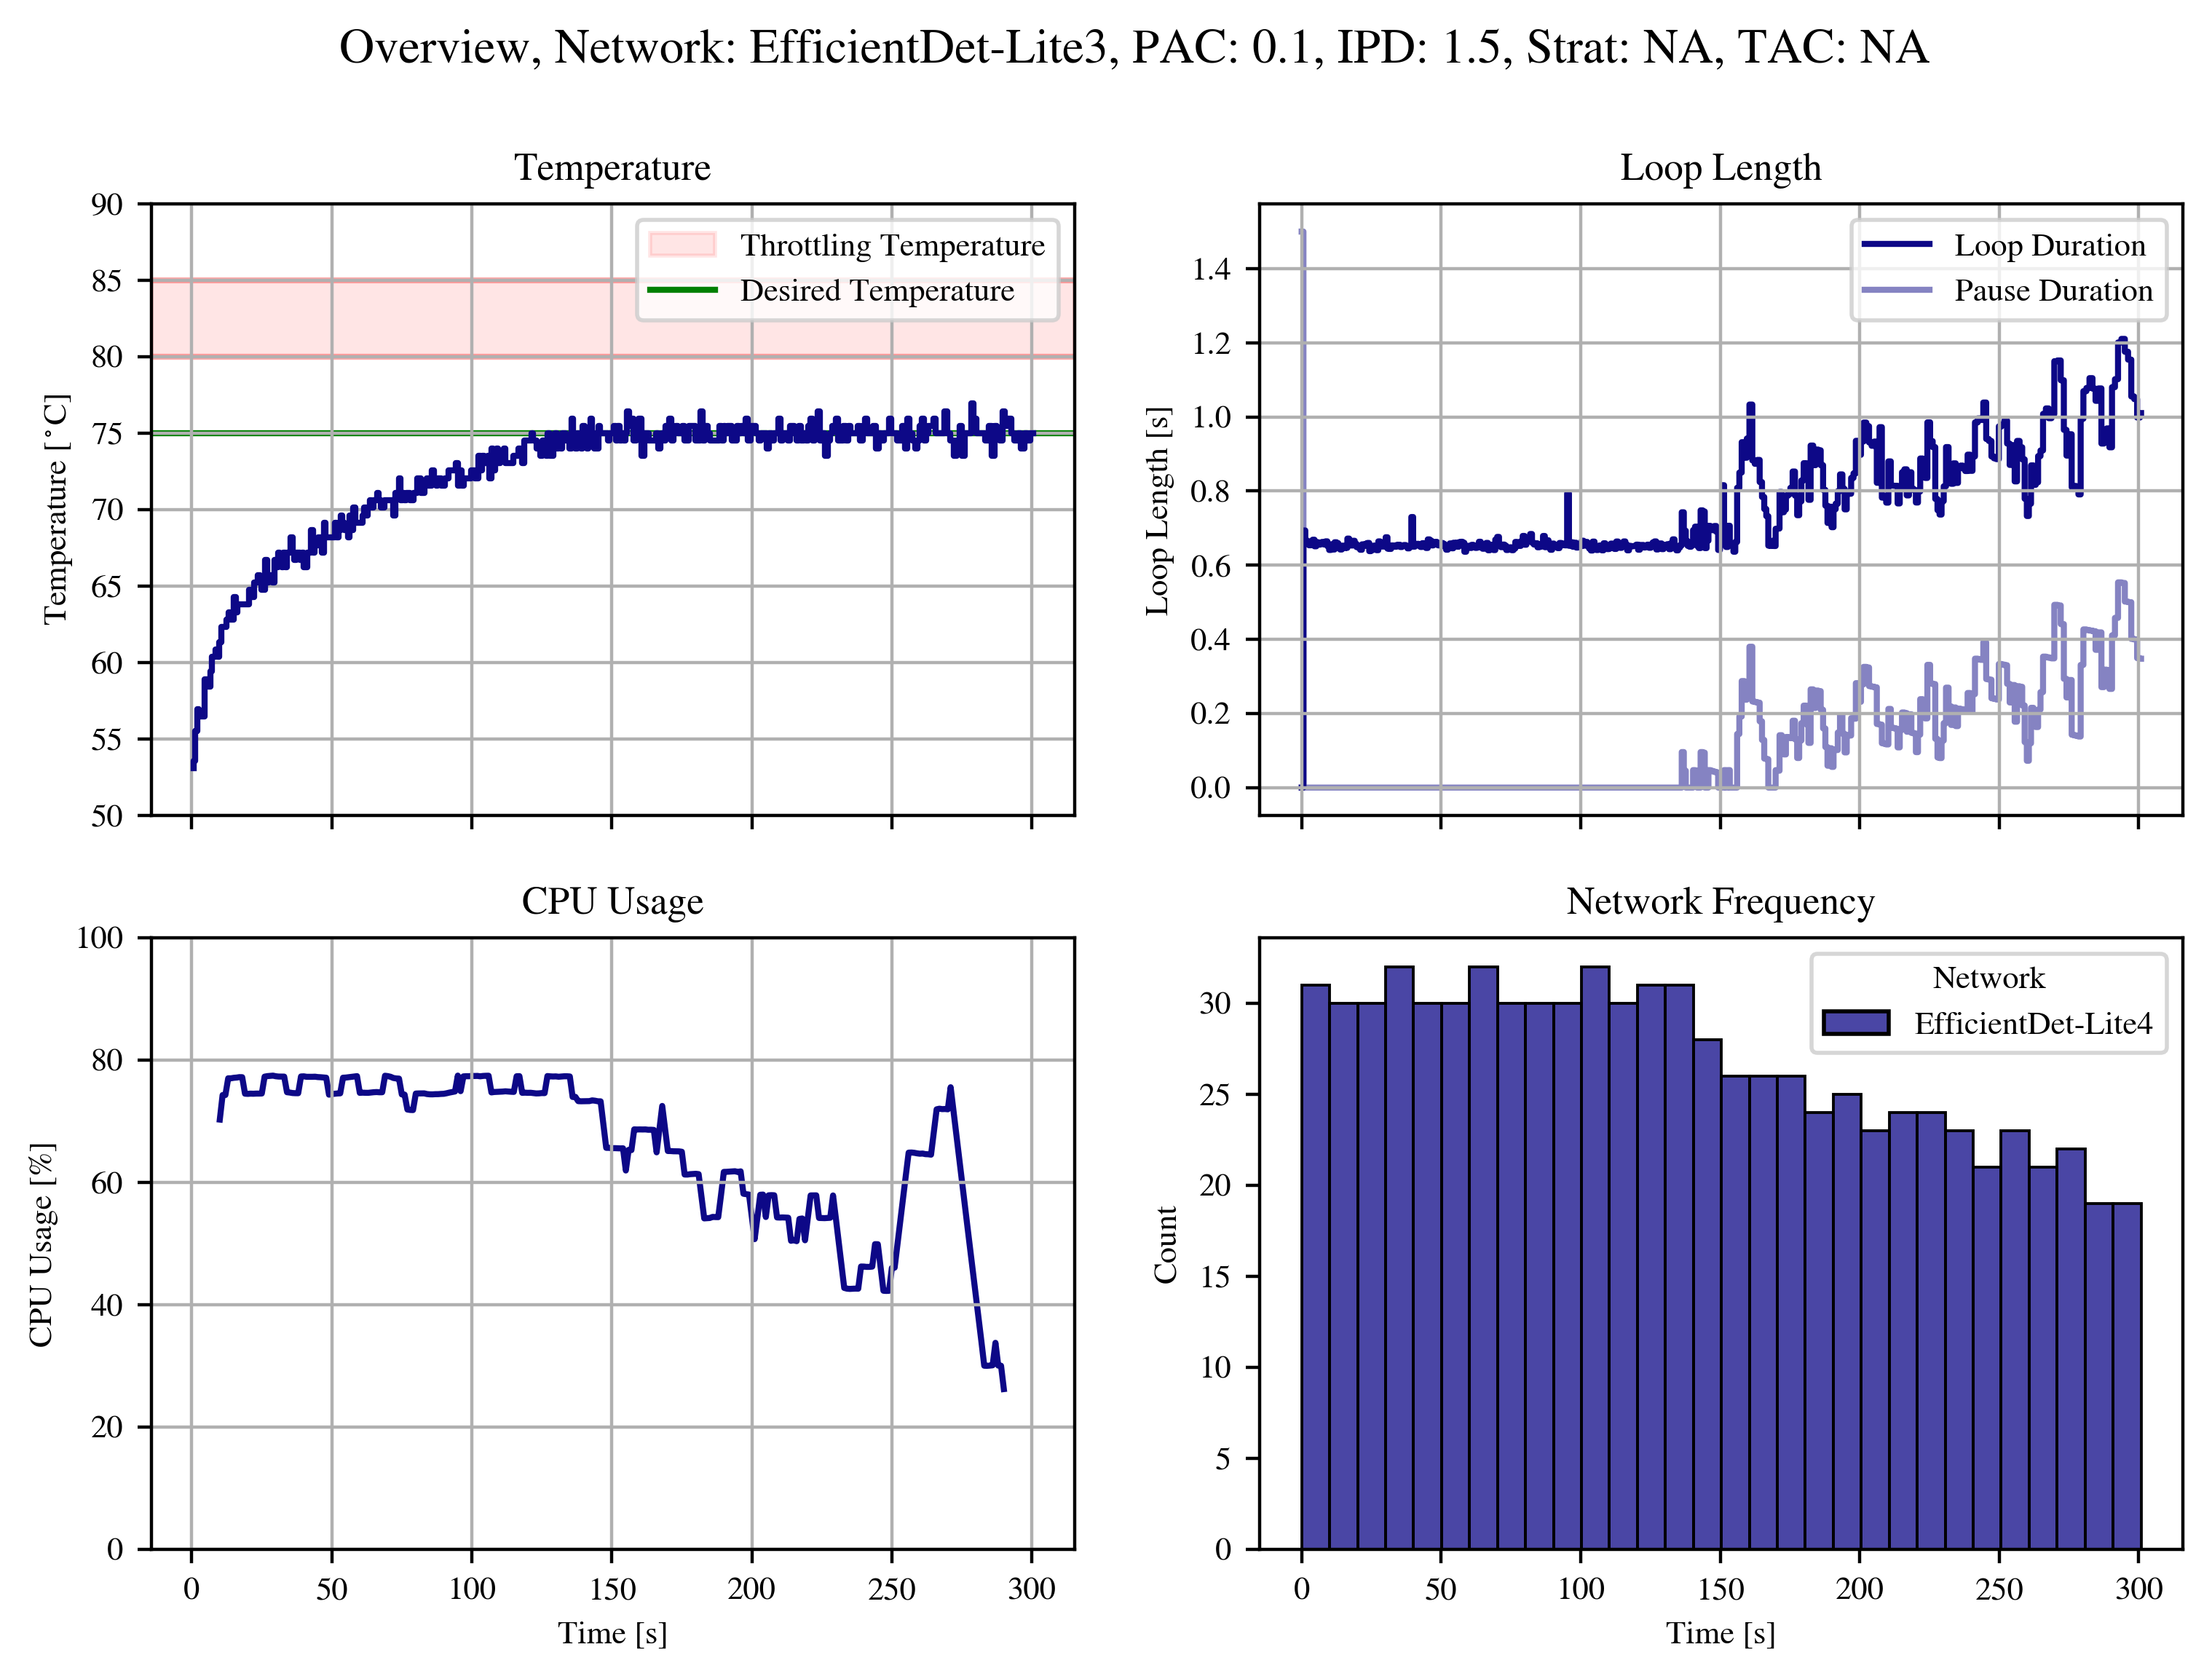 Overview, Network: EfficientDet-Lite3, PAC: 0.1, IPD: 1.5, Strat: NA, TAC: NA
Temperature
90
85
80
75
70
65
60
55
50
Temperature [°C]
Throttling Temperature
Desired Temperature
Loop Length
1.4
1.2
1.0
0.8
0.6
0.4
0.2
0.0
Loop Length [s]
Loop Duration
Pause Duration
CPU Usage
100
80
60
40
20
0
CPU Usage [%]
0 50 100 150 200 250 300
Time [s]
Network Frequency
30
25
20
15
10
5
0
Count
Network
EfficientDet-Lite4
0 50 100 150 200 250 300
Time [s]